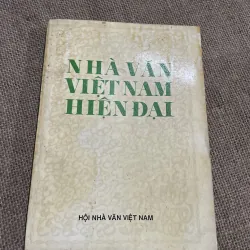 NHÀ VĂN
VIỆT NAM
HIỆN ĐẠI
HỘI NHÀ VĂN VIỆT NAM